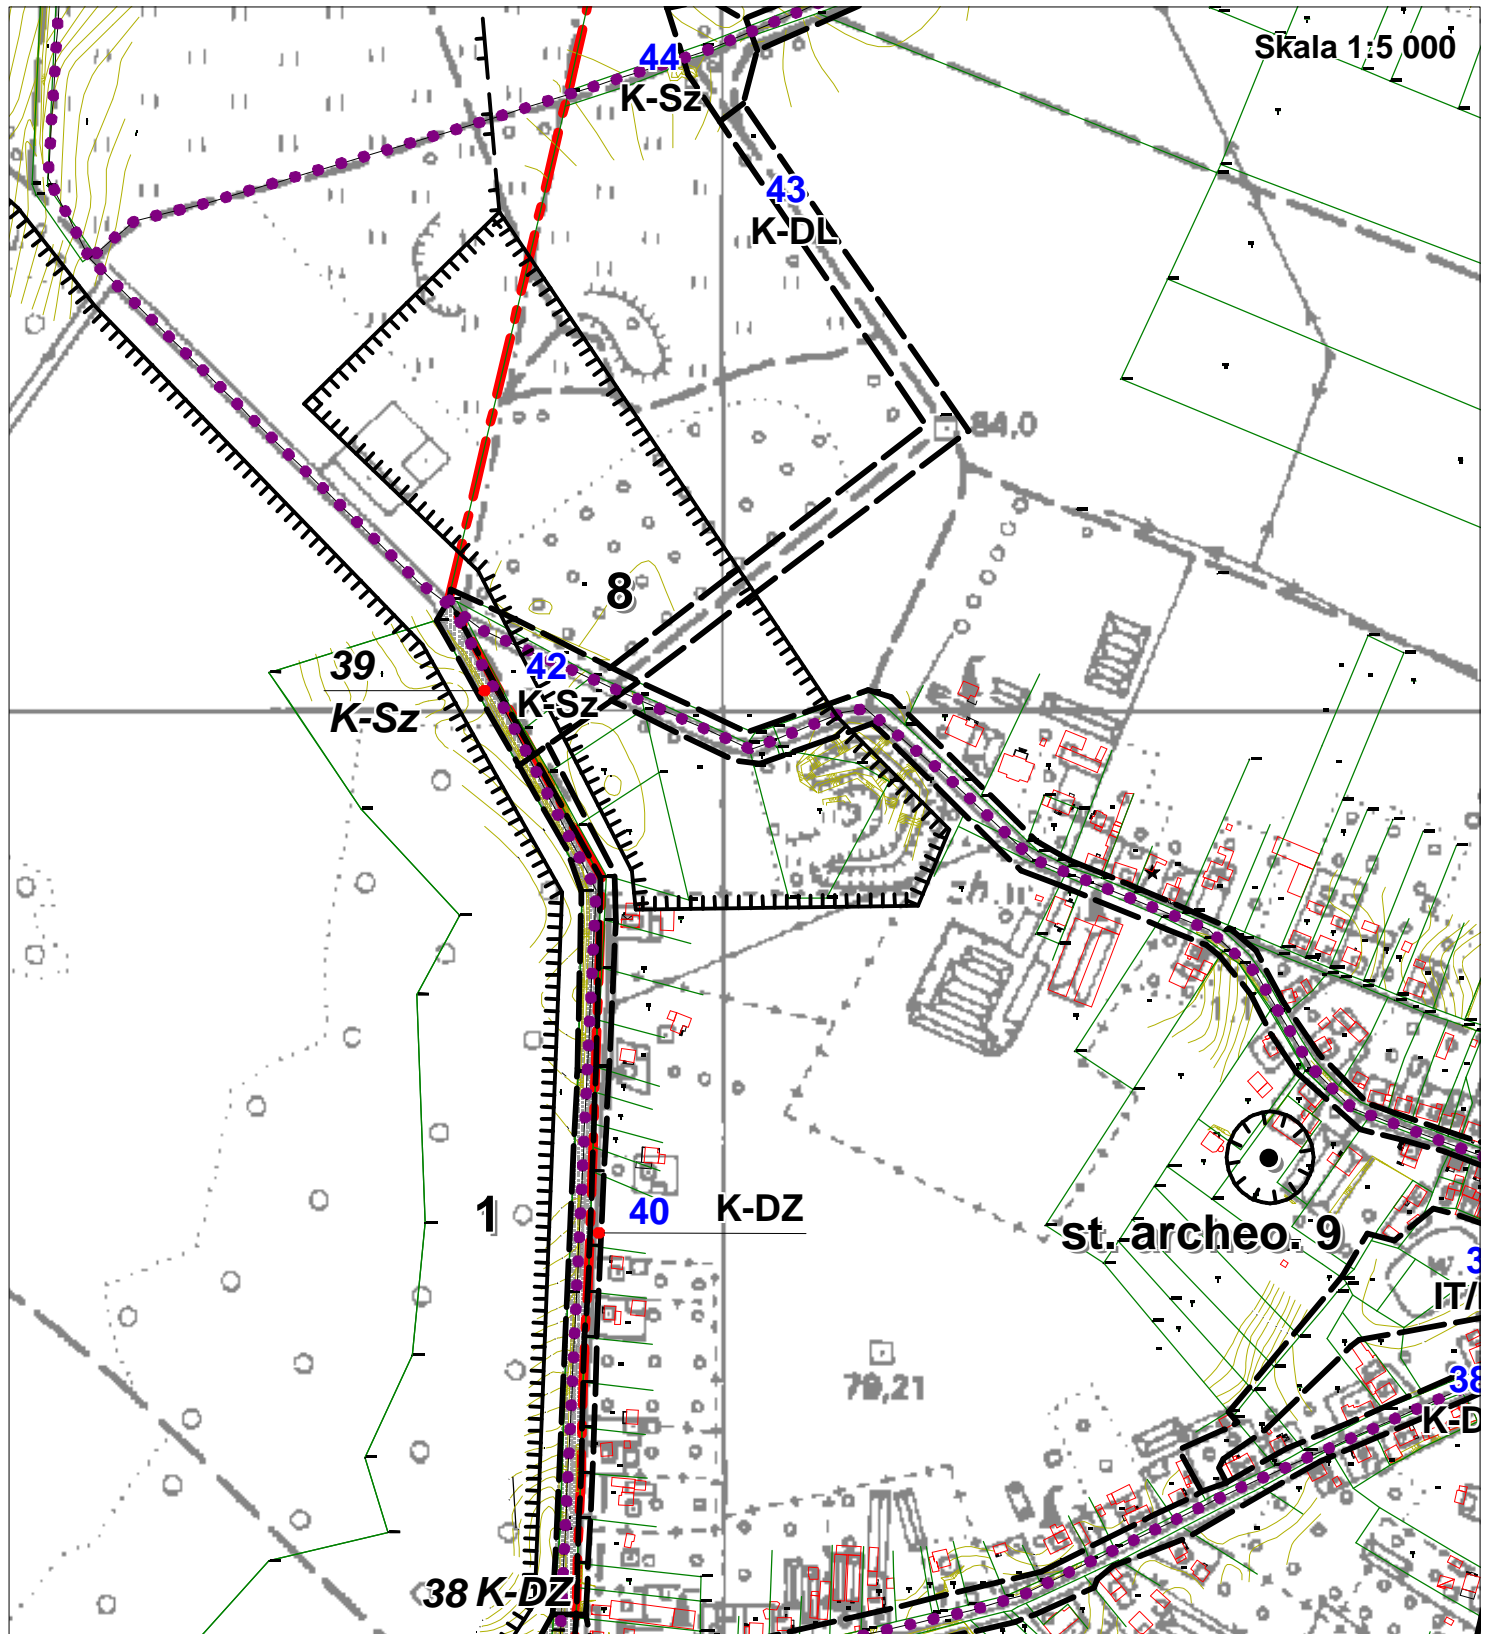 Skala 1:5 000
44
K-Sz
43
K-DL
84,0
8
39
K-Sz
42
K-Sz
1
40 K-DZ
st. archeo. 9
IT/
79,21
38
K-D
38 K-DZ